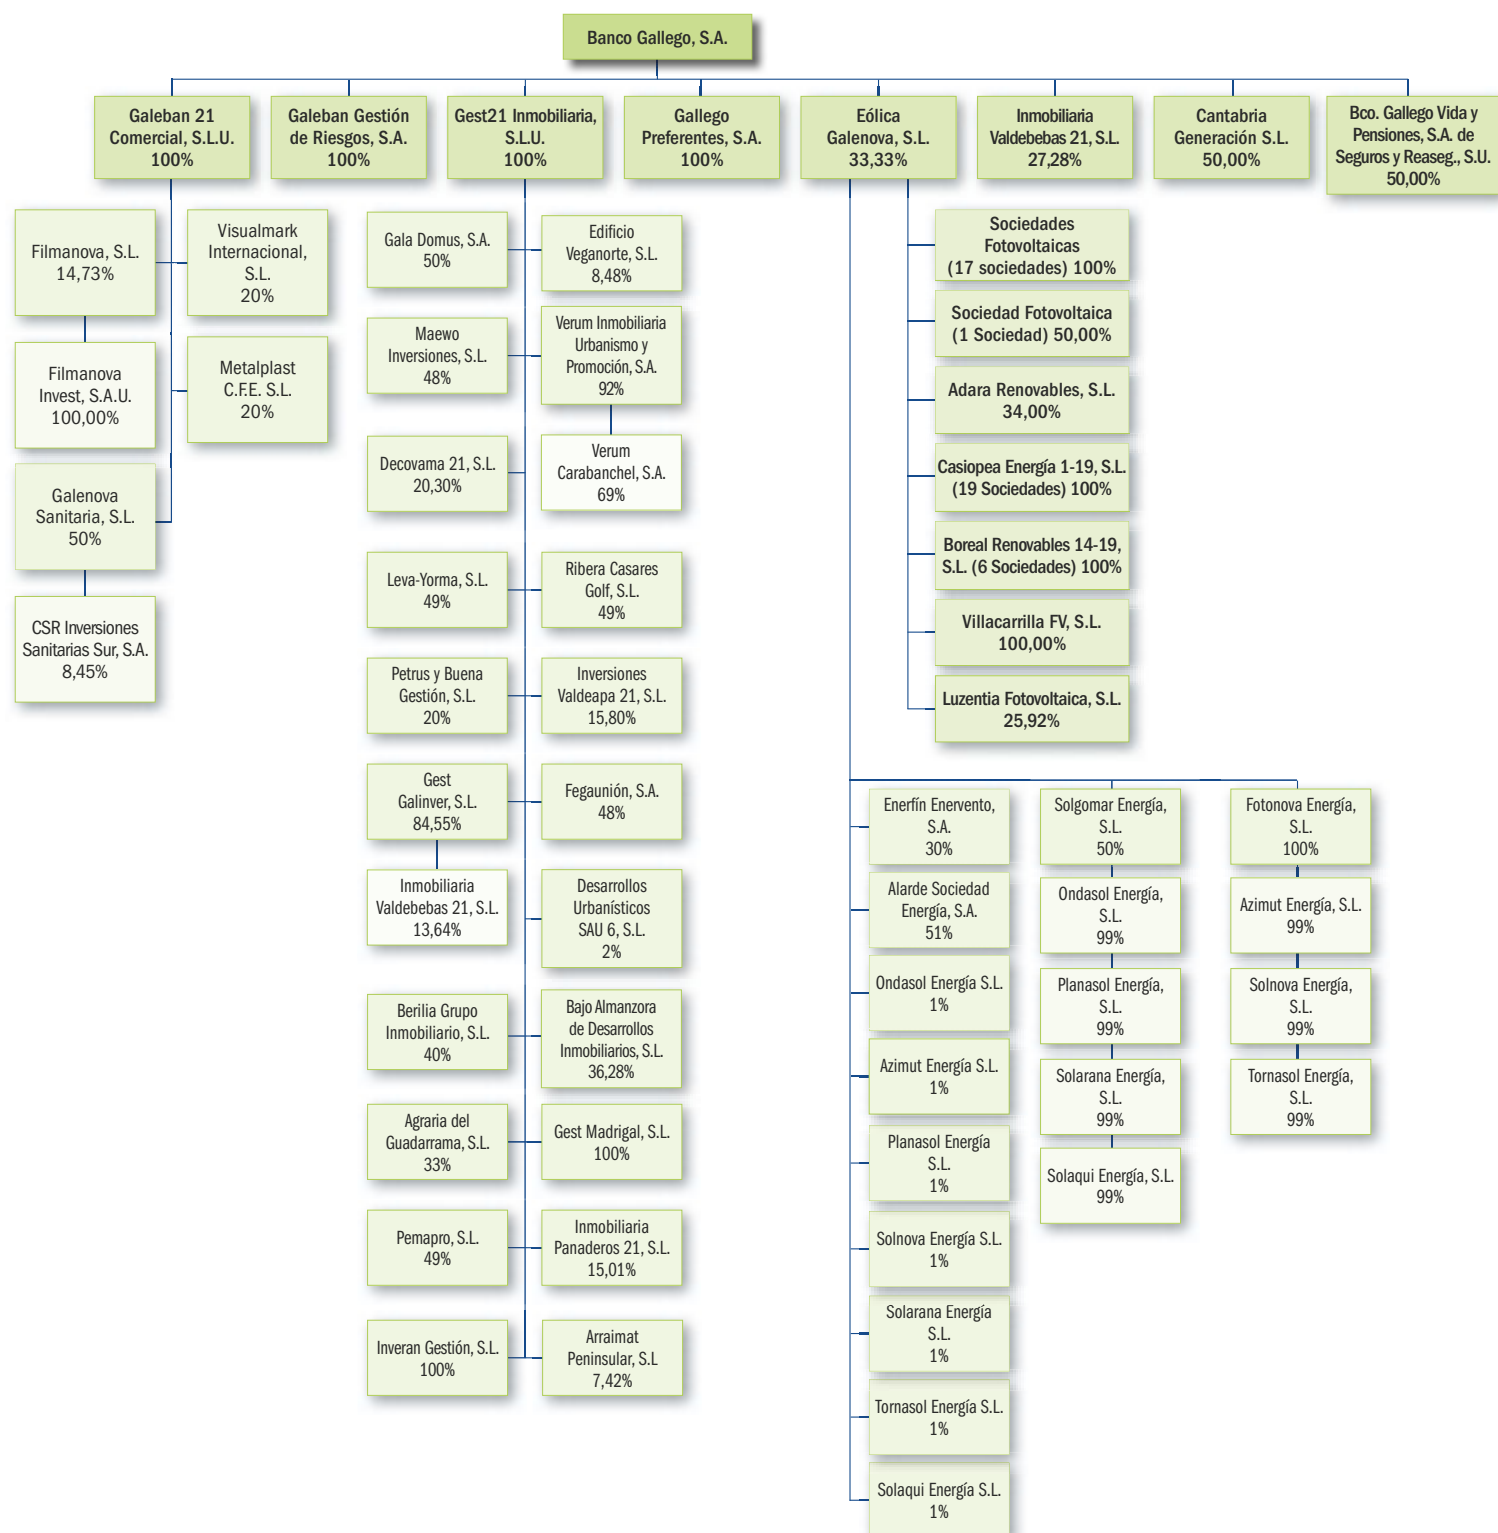 Banco Gallego, S.A.
Galeban 21
Comercial, S.L.U.
100%
Galeban Gestión
de Riesgos, S.A.
100%
Gest21 Inmobiliaria,
S.L.U.
100%
Gallego
Preferentes, S.A.
100%
Eólica
Galenova, S.L.
33,33%
Inmobiliaria
Valdebebas 21, S.L.
27,28%
Cantabria
Generación S.L.
50,00%
Bco. Gallego Vida y
Pensiones, S.A. de
Seguros y Reaseg., S.U.
50,00%
Filmanova, S.L.
14,73%
Visualmark
Internacional,
S.L.
20%
Filmanova
Invest, S.A.U.
100,00%
Metalplast
C.F.E. S.L.
20%
Galenova
Sanitaria, S.L.
50%
CSR Inversiones
Sanitarias Sur, S.A.
8,45%
Gala Domus, S.A.
50%
Edificio
Veganorte, S.L.
8,48%
Maewo
Inversiones, S.L.
48%
Verum Inmobiliaria
Urbanismo y
Promoción, S.A.
92%
Decovama 21, S.L.
20,30%
Verum
Carabanchel, S.A.
69%
Leva-Yorma, S.L.
49%
Ribera Casares
Golf, S.L.
49%
Petrus y Buena
Gestión, S.L.
20%
Inversiones
Valdeapa 21, S.L.
15,80%
Gest
Galinver, S.L.
84,55%
Fegaunión, S.A.
48%
Inmobiliaria
Valdebebas 21, S.L.
13,64%
Desarrollos
Urbanísticos
SAU 6, S.L.
2%
Berilia Grupo
Inmobiliario, S.L.
40%
Bajo Almanzora
de Desarrollos
Inmobiliarios, S.L.
36,28%
Agraria del
Guadarrama, S.L.
33%
Gest Madrigal, S.L.
100%
Pemapro, S.L.
49%
Inmobiliaria
Panaderos 21, S.L.
15,01%
Inveran Gestión, S.L.
100%
Arraimat
Peninsular, S.L
7,42%
Sociedades
Fotovoltaicas
(17 sociedades) 100%
Sociedad Fotovoltaica
(1 Sociedad) 50,00%
Adara Renovables, S.L.
34,00%
Casiopea Energía 1-19, S.L.
(19 Sociedades) 100%
Boreal Renovables 14-19,
S.L. (6 Sociedades) 100%
Villacarrilla FV, S.L.
100,00%
Luzentia Fotovoltaica, S.L.
25,92%
Enerfín Enervento,
S.A.
30%
Alarde Sociedad
Energía, S.A.
51%
Ondasol Energía S.L.
1%
Azimut Energía S.L.
1%
Planasol Energía
S.L.
1%
Solnova Energía S.L.
1%
Solarana Energía
S.L.
1%
Tornasol Energía S.L.
1%
Solaqui Energía S.L.
1%
Solgomar Energía,
S.L.
50%
Ondasol Energía,
S.L.
99%
Planasol Energía,
S.L.
99%
Solarana Energía,
S.L.
99%
Solaqui Energía, S.L.
99%
Fotonova Energía,
S.L.
100%
Azimut Energía, S.L.
99%
Solnova Energía,
S.L.
99%
Tornasol Energía,
S.L.
99%